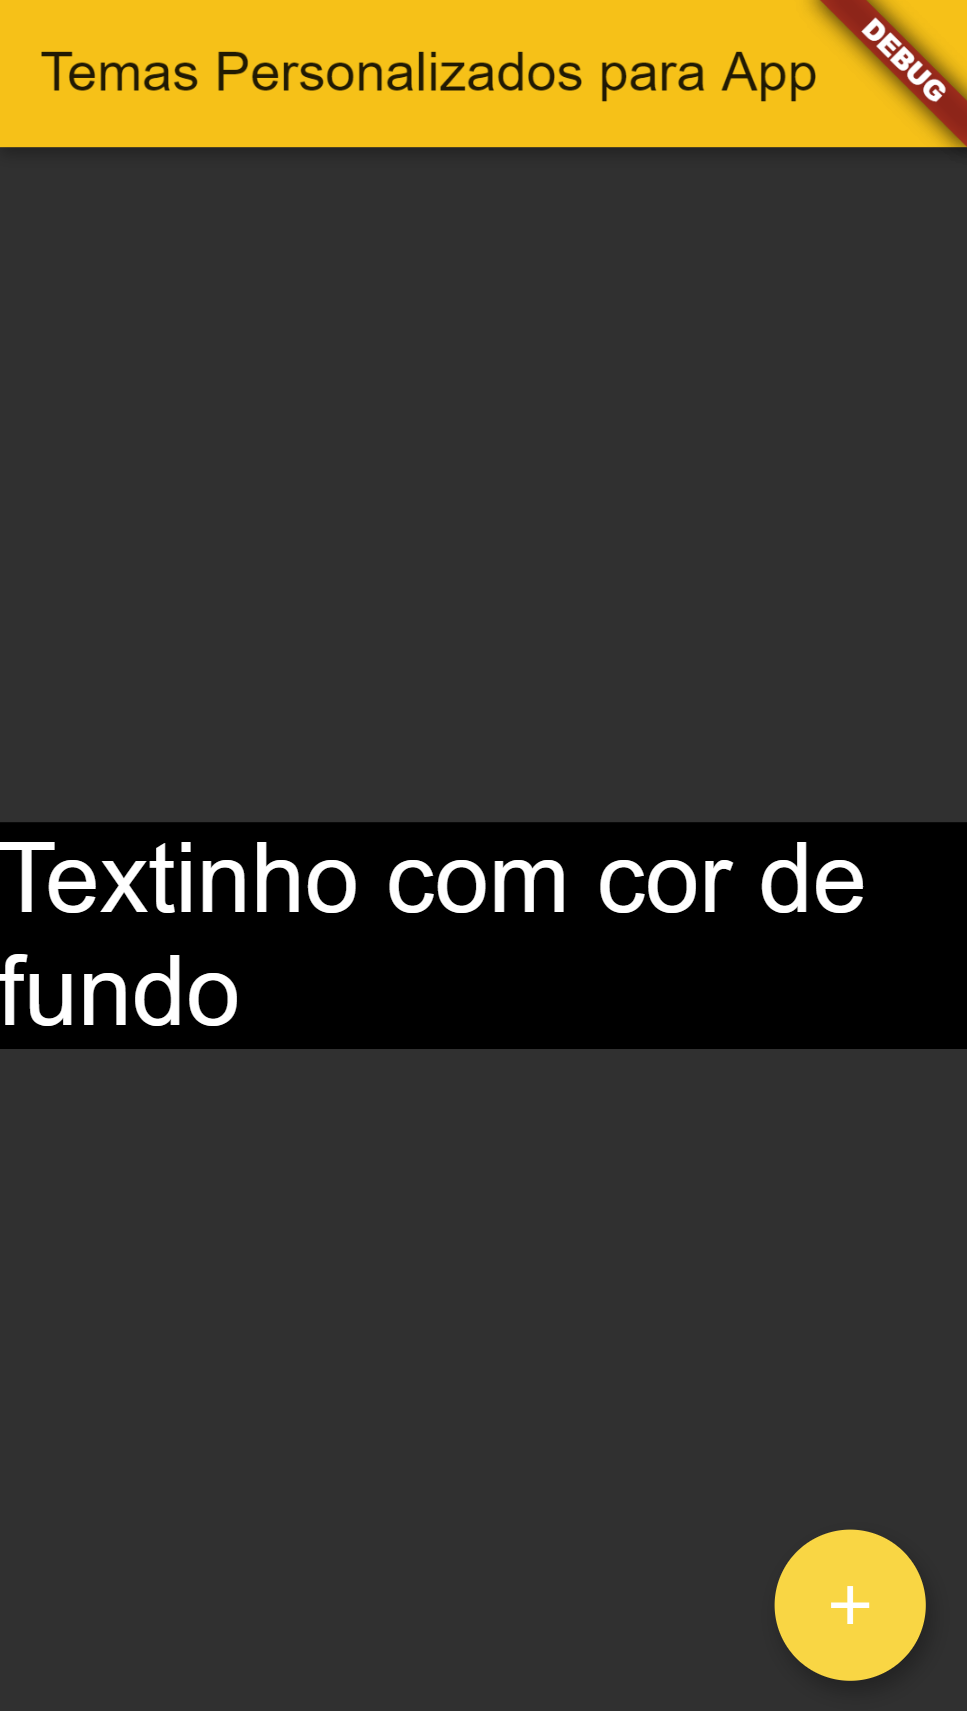 Temas Personalizados para App
DEBUG
Textinho com cor de
fundo
+